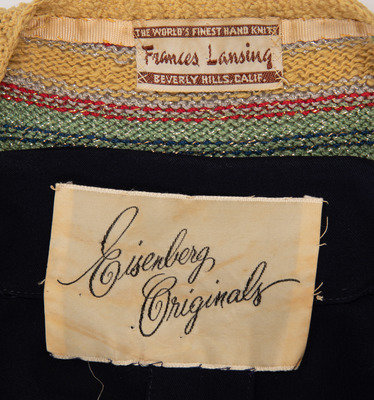 THE WORLD'S FINEST HAND KNITS
Frances Lansing
BEVERLY HILLS, CALIF.
Eisenberg
Originals